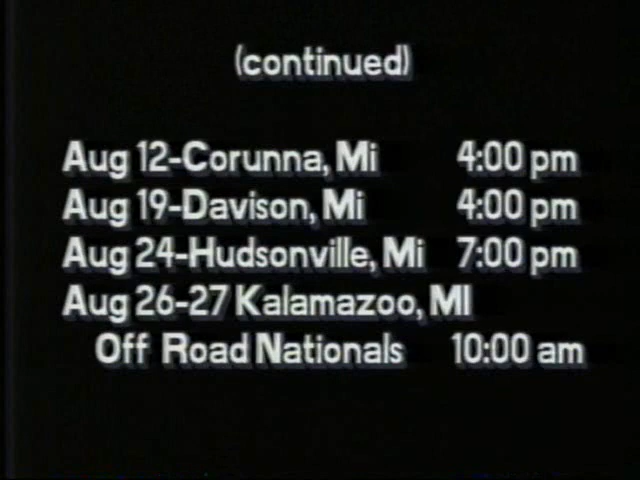 (continued)
Aug 12-Corunna, Mi 4:00 pm
Aug 19-Davison, Mi 4:00 pm
Aug 24-Hudsonville, Mi 7:00 pm
Aug 26-27 Kalamazoo, MI
Off Road Nationals 10:00 am